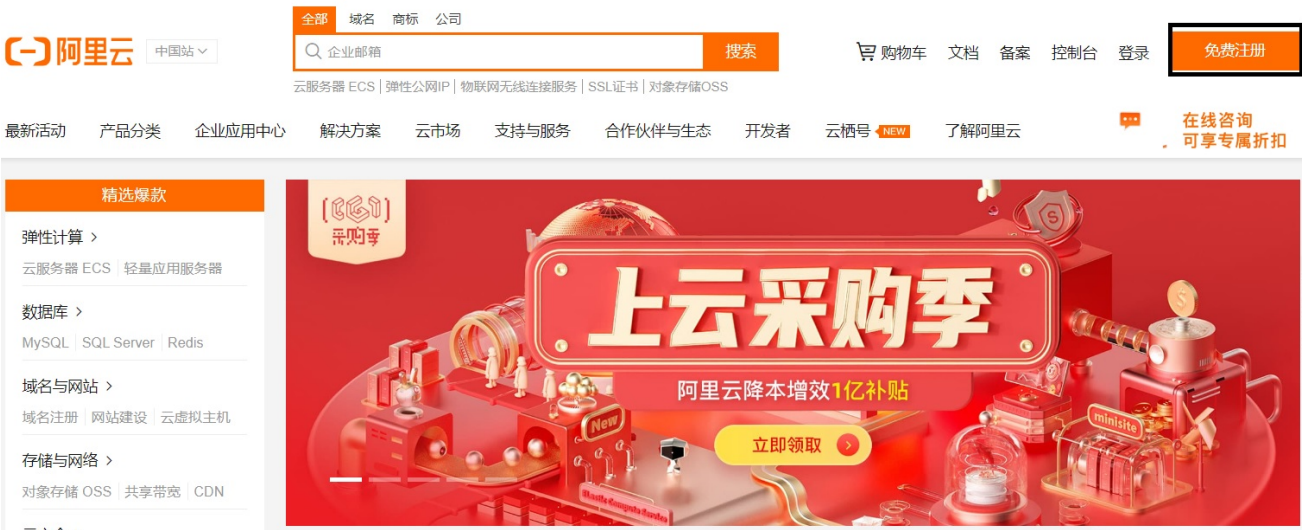 全部 域名 商标 公司
阿里云 中国站 企业邮箱 搜索 购物车 文档 备案 控制台 登录 免费注册
云服务器 ECS 弹性公网IP 物联网无线连接服务 SSL证书 对象存储OSS
最新活动 产品分类 企业应用中心 解决方案 云市场 支持与服务 合作伙伴与生态 开发者 云栖号 NEW 了解阿里云
在线咨询
可享专属折扣
精选爆款
弹性计算 >
云服务器 ECS 轻量应用服务器
数据库 >
MySQL SQL Server Redis
域名与网站 >
域名注册 网站建设 云虚拟主机
存储与网络 >
对象存储 OSS 共享带宽 CDN
采购季
上云采购季
阿里云降本增效1亿补贴
立即领取
New
minisite
Elastic Compute Service